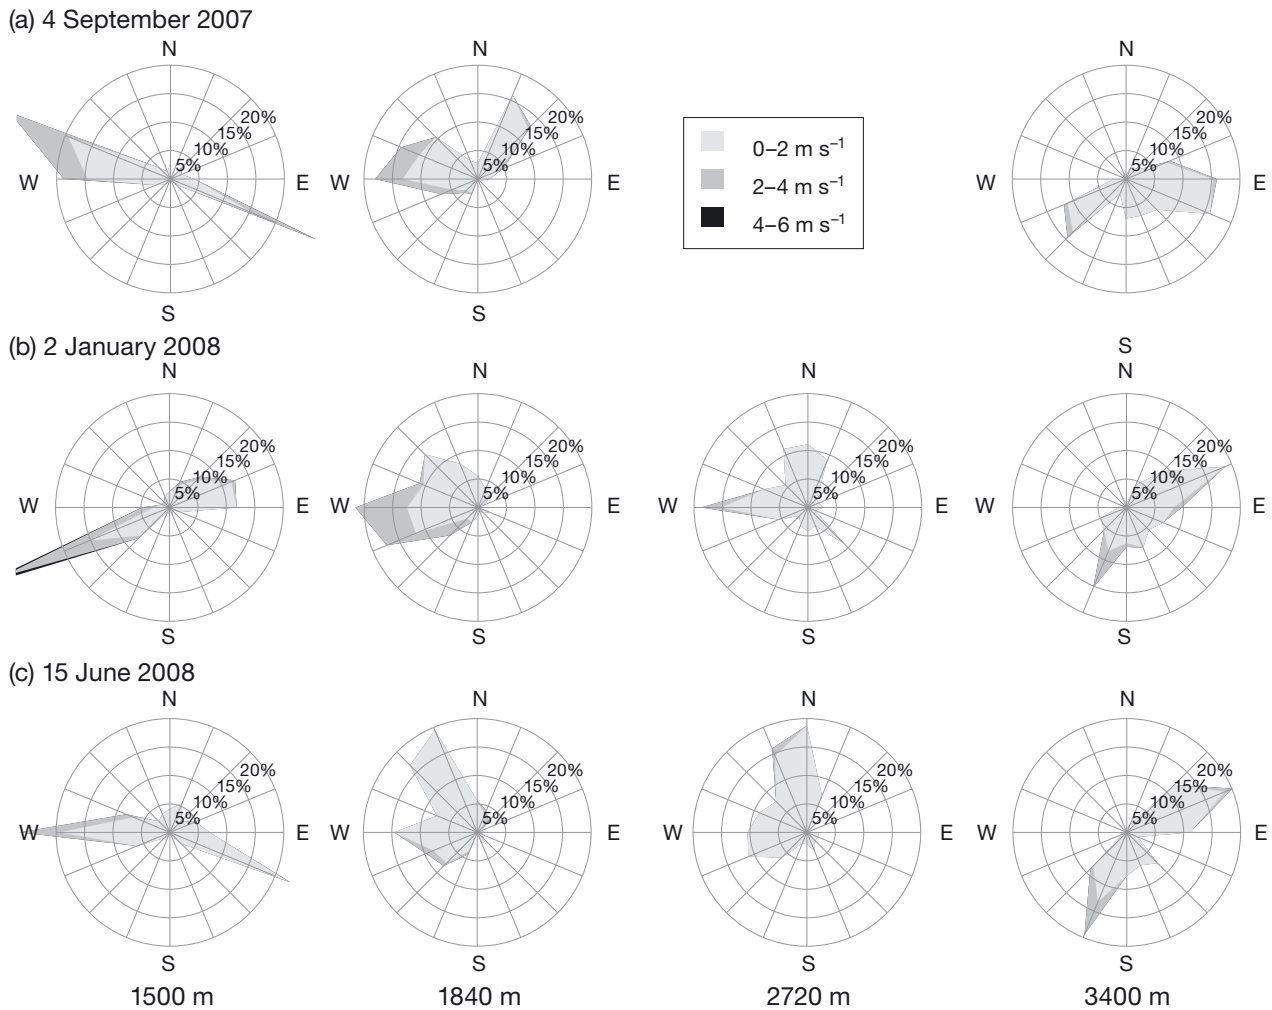 (a) 4 September 2007
N N N
20% 20% 20%
15% 15% 15%
10% 10% 10%
5% 5% 5%
W E W E W E
S S
0–2 m s⁻¹
2–4 m s⁻¹
4–6 m s⁻¹
(b) 2 January 2008 S
N N N N
20% 20% 20% 20%
15% 15% 15% 15%
10% 10% 10% 10%
5% 5% 5% 5%
W E W E W E W E
S S S S
(c) 15 June 2008
N N N N
20% 20% 20% 20%
15% 15% 15% 15%
10% 10% 10% 10%
5% 5% 5% 5%
W E W E W E W E
S S S S
1500 m 1840 m 2720 m 3400 m